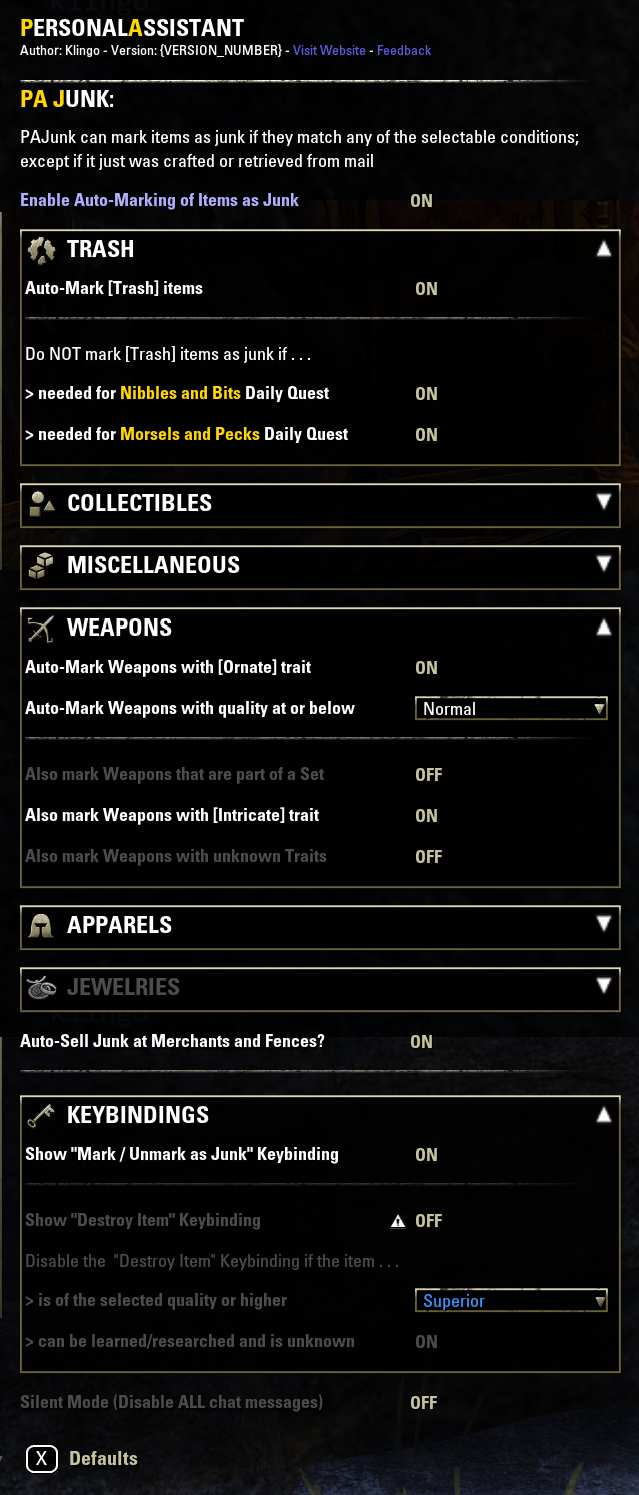 PERSONALASSISTANT
Author: Klingo - Version: {VERSION_NUMBER} - Visit Website - Feedback
PA JUNK:
PAJunk can mark items as junk if they match any of the selectable conditions;
except if it just was crafted or retrieved from mail
Enable Auto-Marking of Items as Junk ON
TRASH
Auto-Mark [Trash] items ON
Do NOT mark [Trash] items as junk if . . .
> needed for Nibbles and Bits Daily Quest ON
> needed for Morsels and Pecks Daily Quest ON
COLLECTIBLES
MISCELLANEOUS
WEAPONS
Auto-Mark Weapons with [Ornate] trait ON
Auto-Mark Weapons with quality at or below Normal
Also mark Weapons that are part of a Set OFF
Also mark Weapons with [Intricate] trait ON
Also mark Weapons with unknown Traits OFF
APPARELS
JEWELRIES
Auto-Sell Junk at Merchants and Fences? ON
KEYBINDINGS
Show "Mark / Unmark as Junk" Keybinding ON
Show "Destroy Item" Keybinding OFF
Disable the "Destroy Item" Keybinding if the item . . .
> is of the selected quality or higher Superior
> can be learned/researched and is unknown ON
Silent Mode (Disable ALL chat messages) OFF
X Defaults